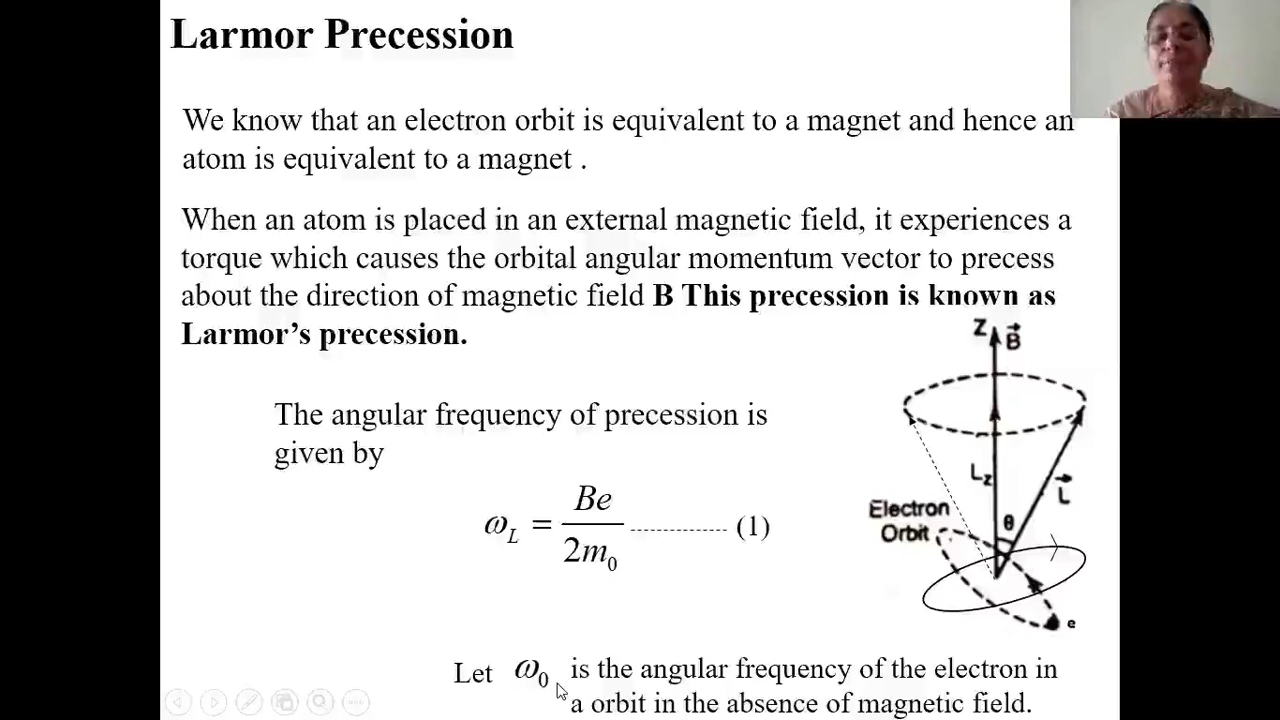 Larmor Precession
We know that an electron orbit is equivalent to a magnet and hence an
atom is equivalent to a magnet .
When an atom is placed in an external magnetic field, it experiences a
torque which causes the orbital angular momentum vector to precess
about the direction of magnetic field B This precession is known as
Larmor’s precession.
The angular frequency of precession is
given by
ω_L = Be / 2m₀ .............. (1)
Z B⃗
L_z
L⃗
θ
Electron
Orbit
e
Let ω₀ is the angular frequency of the electron in
a orbit in the absence of magnetic field.